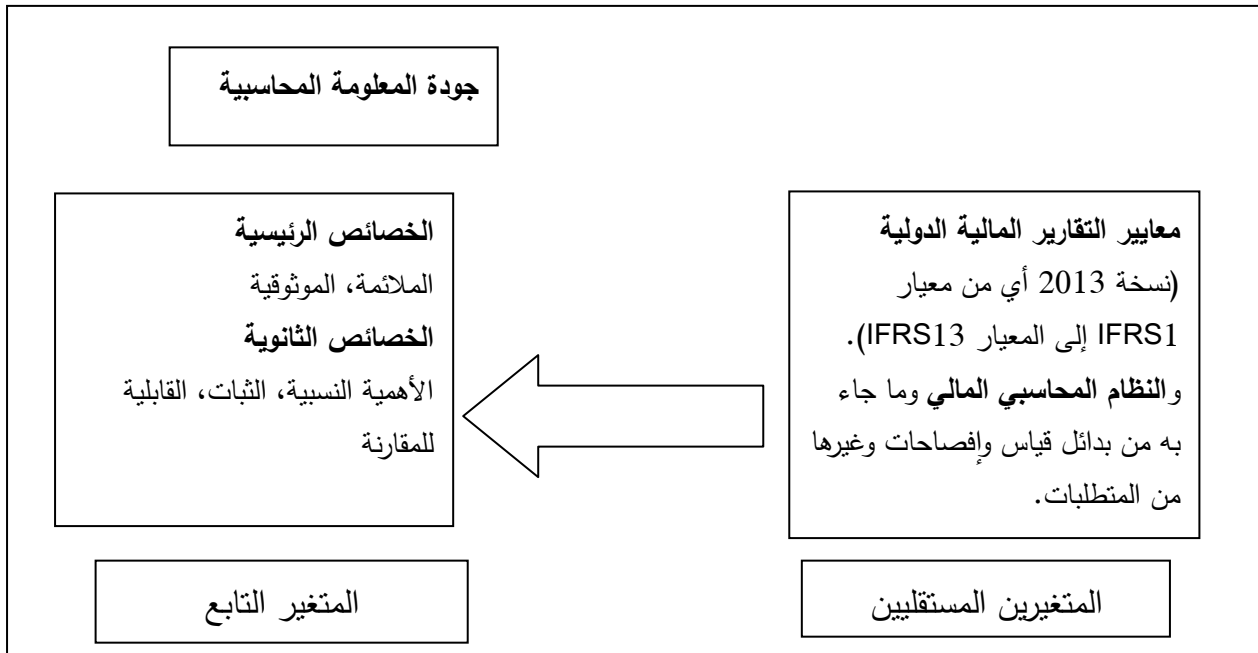 جودة المعلومة المحاسبية
معايير التقارير المالية الدولية
(نسخة 2013 أي من معيار
IFRS1 إلى المعيار IFRS13).
والنظام المحاسبي المالي وما جاء
به من بدائل قياس وإفصاحات وغيرها
من المتطلبات.
الخصائص الرئيسية
الملائمة، الموثوقية
الخصائص الثانوية
الأهمية النسبية، الثبات، القابلية
للمقارنة
المتغيرين المستقليين
المتغير التابع